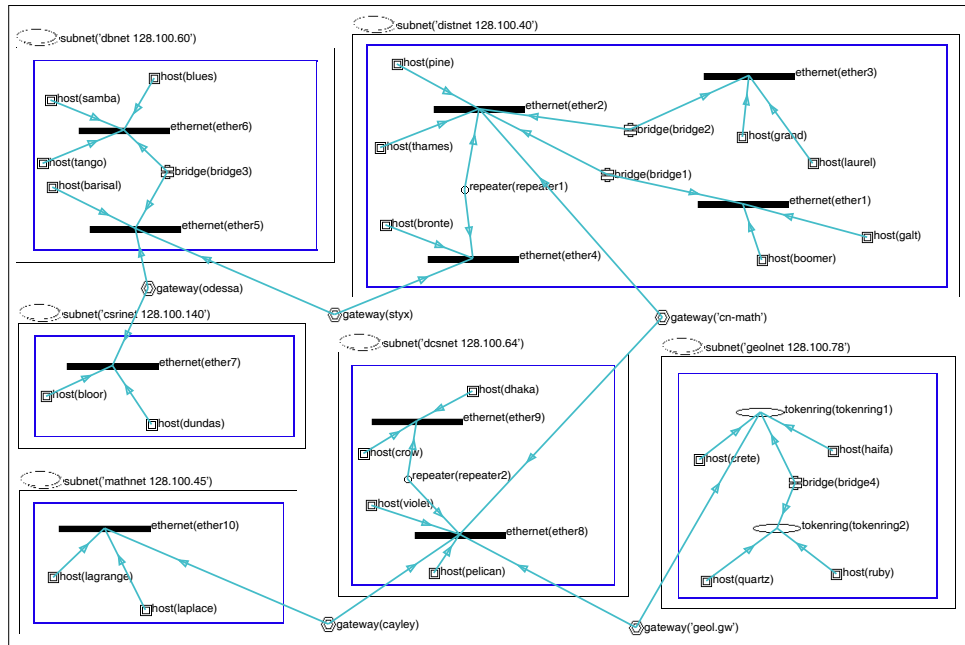 subnet('dbnet 128.100.60')
host(blues)
host(samba)
ethernet(ether6)
host(tango)
bridge(bridge3)
host(barisal)
ethernet(ether5)
subnet('distnet 128.100.40')
host(pine)
ethernet(ether3)
ethernet(ether2)
bridge(bridge2)
host(grand)
host(thames)
host(laurel)
bridge(bridge1)
repeater(repeater1)
ethernet(ether1)
host(bronte)
host(galt)
ethernet(ether4)
host(boomer)
gateway(odessa)
gateway(styx)
gateway('cn-math')
subnet('csrinet 128.100.140')
ethernet(ether7)
host(bloor)
host(dundas)
subnet('dcsnet 128.100.64')
host(dhaka)
ethernet(ether9)
host(crow)
repeater(repeater2)
host(violet)
ethernet(ether8)
host(pelican)
subnet('geolnet 128.100.78')
tokenring(tokenring1)
host(haifa)
host(crete)
bridge(bridge4)
tokenring(tokenring2)
host(quartz)
host(ruby)
subnet('mathnet 128.100.45')
ethernet(ether10)
host(lagrange)
host(laplace)
gateway(cayley)
gateway('geol.gw')